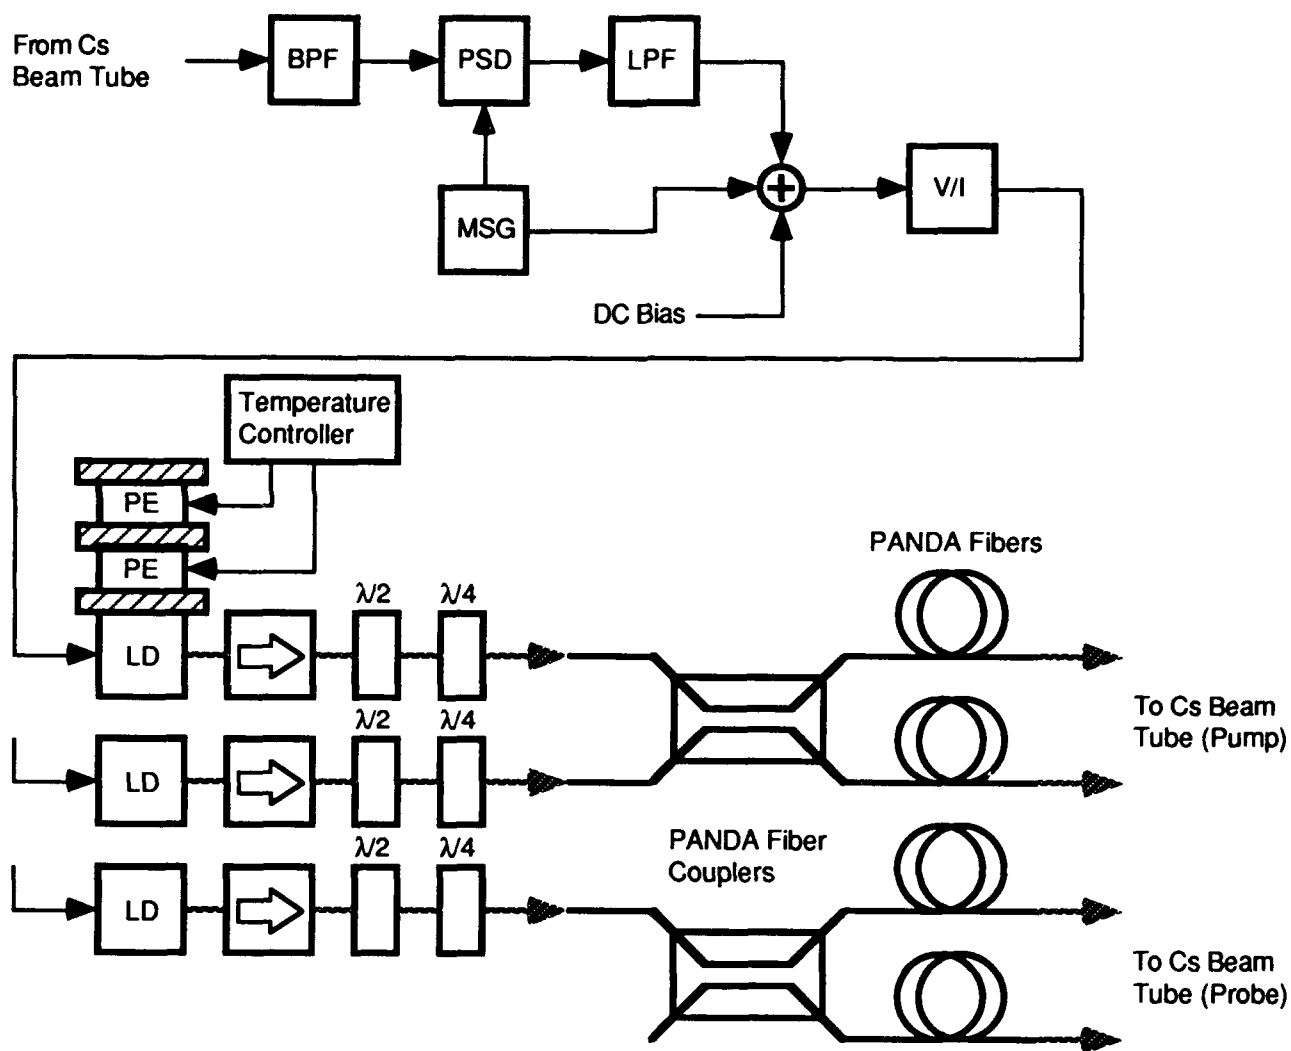 From Cs
Beam Tube
BPF
PSD
LPF
MSG
V/I
DC Bias
Temperature
Controller
PE
PE
PANDA Fibers
λ/2
λ/4
LD
To Cs Beam
Tube (Pump)
λ/2
λ/4
LD
PANDA Fiber
Couplers
λ/2
λ/4
LD
To Cs Beam
Tube (Probe)